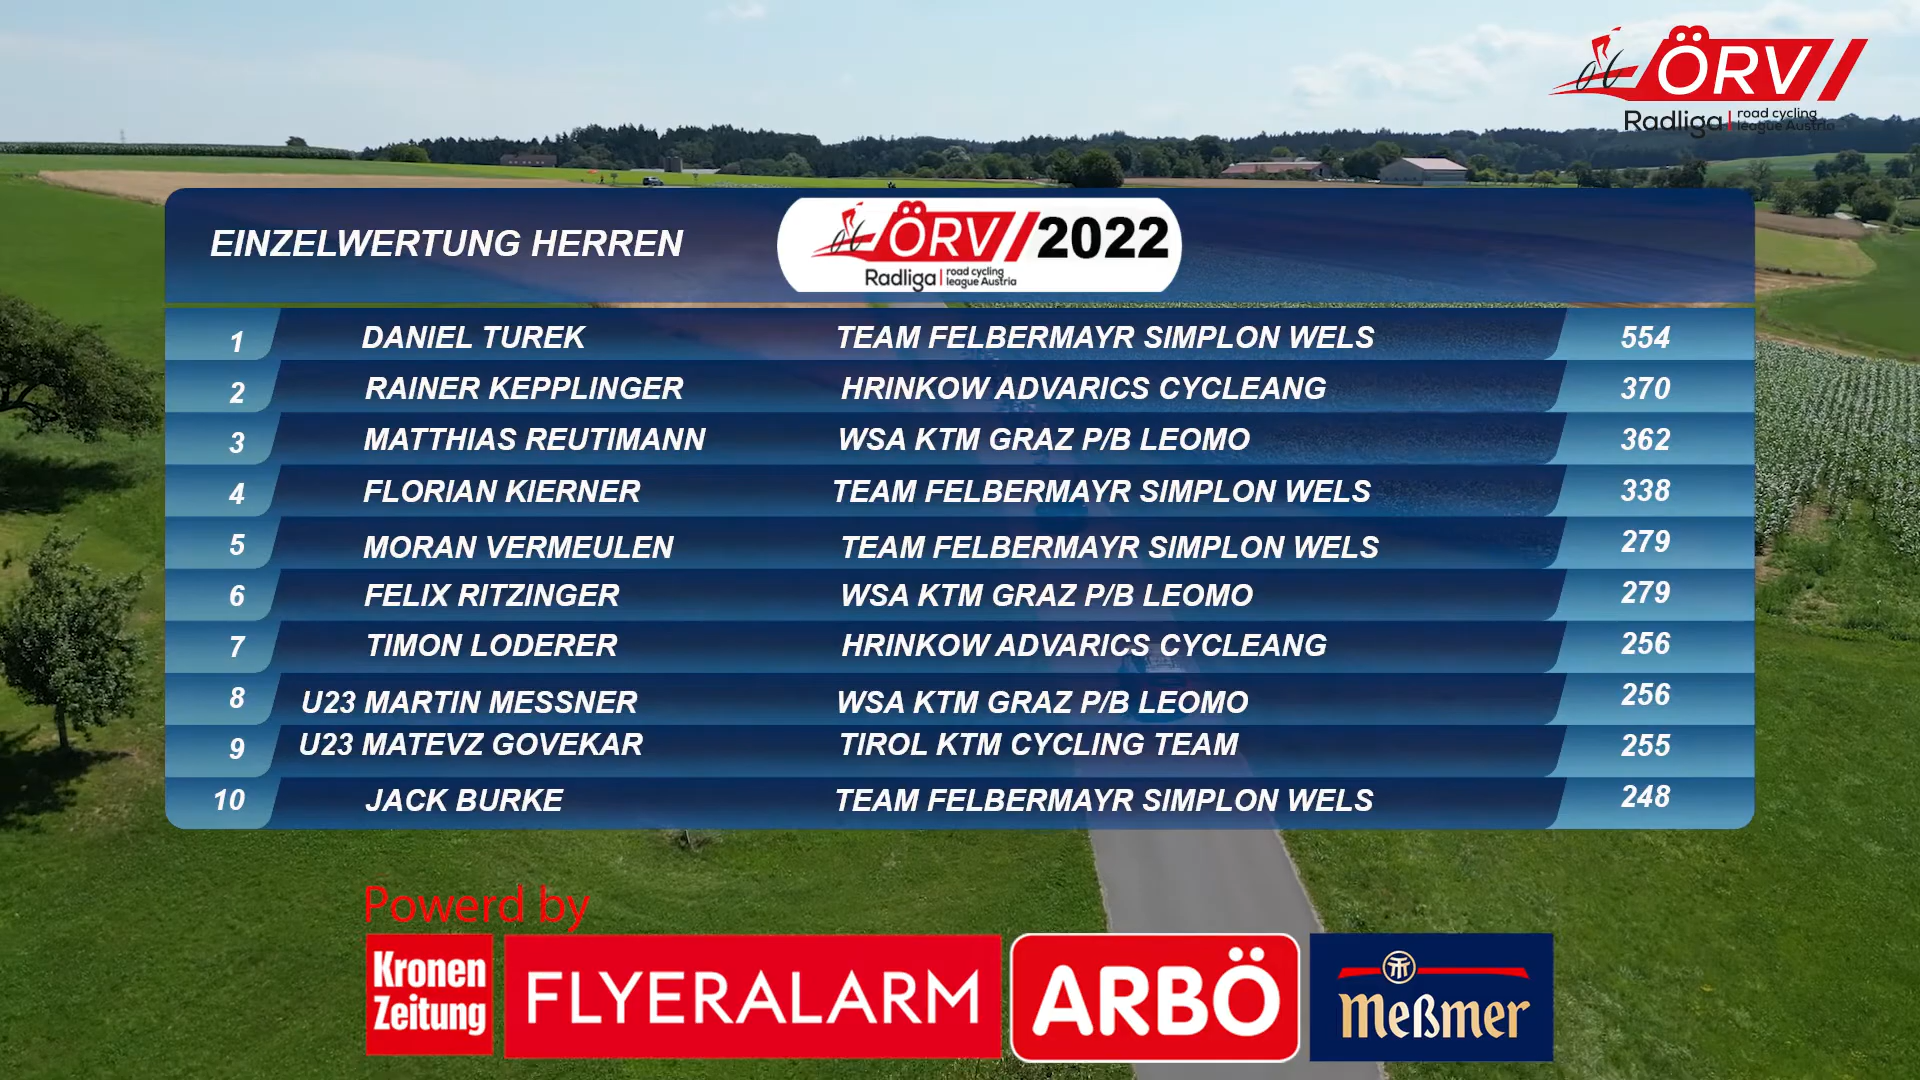 ÖRV
Radliga | road cycling
league Austria
EINZELWERTUNG HERREN
ÖRV 2022
Radliga | road cycling
league Austria
1 DANIEL TUREK TEAM FELBERMAYR SIMPLON WELS 554
2 RAINER KEPPLINGER HRINKOW ADVARICS CYCLEANG 370
3 MATTHIAS REUTIMANN WSA KTM GRAZ P/B LEOMO 362
4 FLORIAN KIERNER TEAM FELBERMAYR SIMPLON WELS 338
5 MORAN VERMEULEN TEAM FELBERMAYR SIMPLON WELS 279
6 FELIX RITZINGER WSA KTM GRAZ P/B LEOMO 279
7 TIMON LODERER HRINKOW ADVARICS CYCLEANG 256
8 U23 MARTIN MESSNER WSA KTM GRAZ P/B LEOMO 256
9 U23 MATEVZ GOVEKAR TIROL KTM CYCLING TEAM 255
10 JACK BURKE TEAM FELBERMAYR SIMPLON WELS 248
Powerd by
Kronen
Zeitung
FLYERALARM
ARBÖ
Meßmer